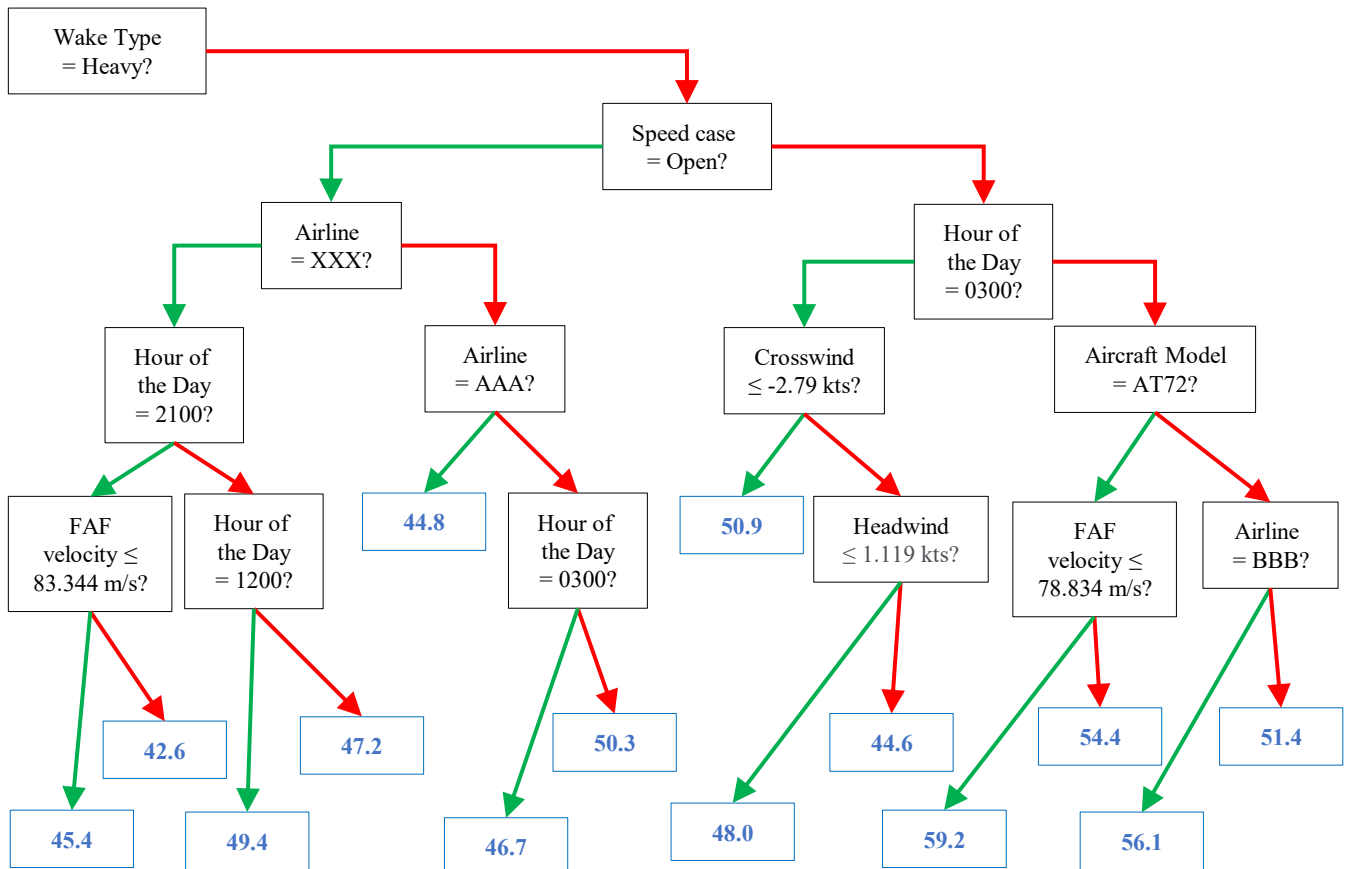 Wake Type
= Heavy?
Speed case
= Open?
Airline
= XXX?
Hour of
the Day
= 0300?
Hour of
the Day
= 2100?
Airline
= AAA?
Crosswind
≤ -2.79 kts?
Aircraft Model
= AT72?
FAF
velocity ≤
83.344 m/s?
Hour of
the Day
= 1200?
44.8
Hour of
the Day
= 0300?
50.9
Headwind
≤ 1.119 kts?
FAF
velocity ≤
78.834 m/s?
Airline
= BBB?
42.6
47.2
50.3
44.6
54.4
51.4
45.4
49.4
46.7
48.0
59.2
56.1